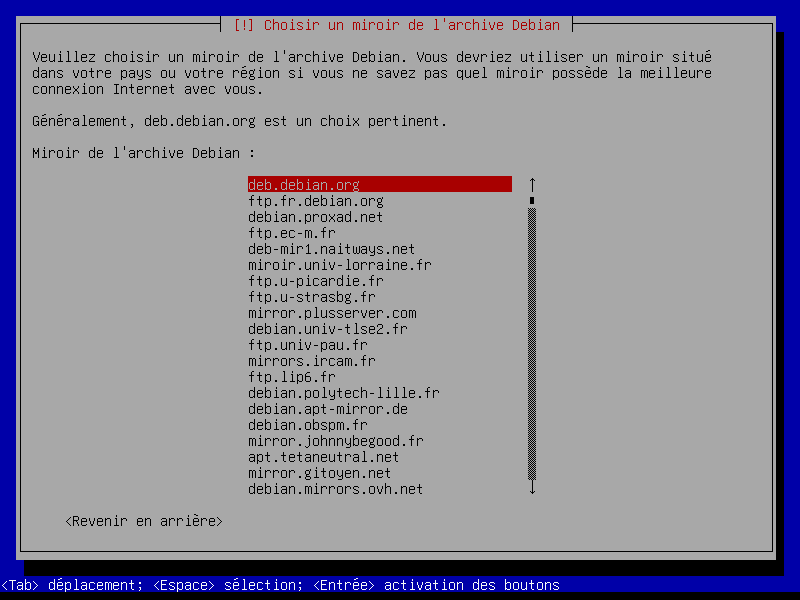 [!] Choisir un miroir de l'archive Debian
Veuillez choisir un miroir de l'archive Debian. Vous devriez utiliser un miroir situé
dans votre pays ou votre région si vous ne savez pas quel miroir possède la meilleure
connexion Internet avec vous.
Généralement, deb.debian.org est un choix pertinent.
Miroir de l'archive Debian :
deb.debian.org
ftp.fr.debian.org
debian.proxad.net
ftp.ec-m.fr
deb-mir1.naitways.net
miroir.univ-lorraine.fr
ftp.u-picardie.fr
ftp.u-strasbg.fr
mirror.plusserver.com
debian.univ-tlse2.fr
ftp.univ-pau.fr
mirrors.ircam.fr
ftp.lip6.fr
debian.polytech-lille.fr
debian.apt-mirror.de
debian.obspm.fr
mirror.johnnybegood.fr
apt.tetaneutral.net
mirror.gitoyen.net
debian.mirrors.ovh.net
<Revenir en arrière>
<Tab> déplacement; <Espace> sélection; <Entrée> activation des boutons